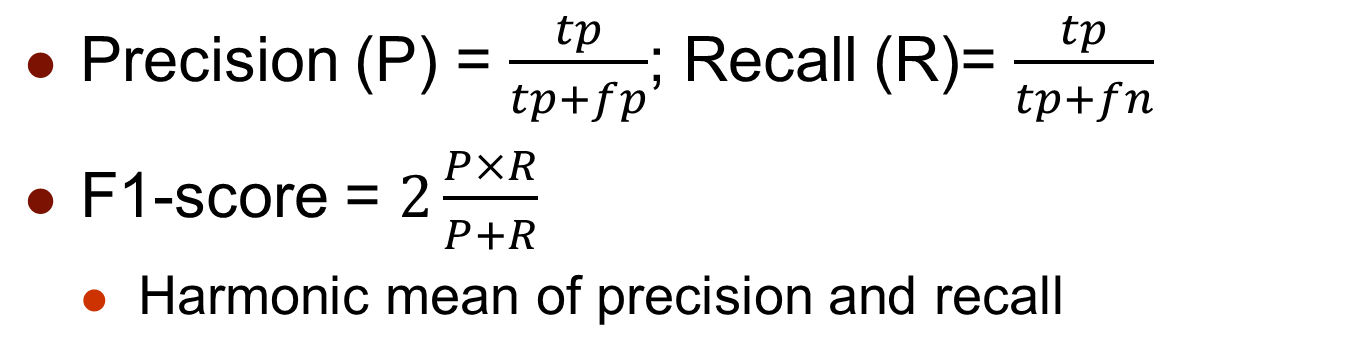 • Precision (P) = tp/(tp+fp); Recall (R)= tp/(tp+fn)
• F1-score = 2 (P×R)/(P+R)
• Harmonic mean of precision and recall